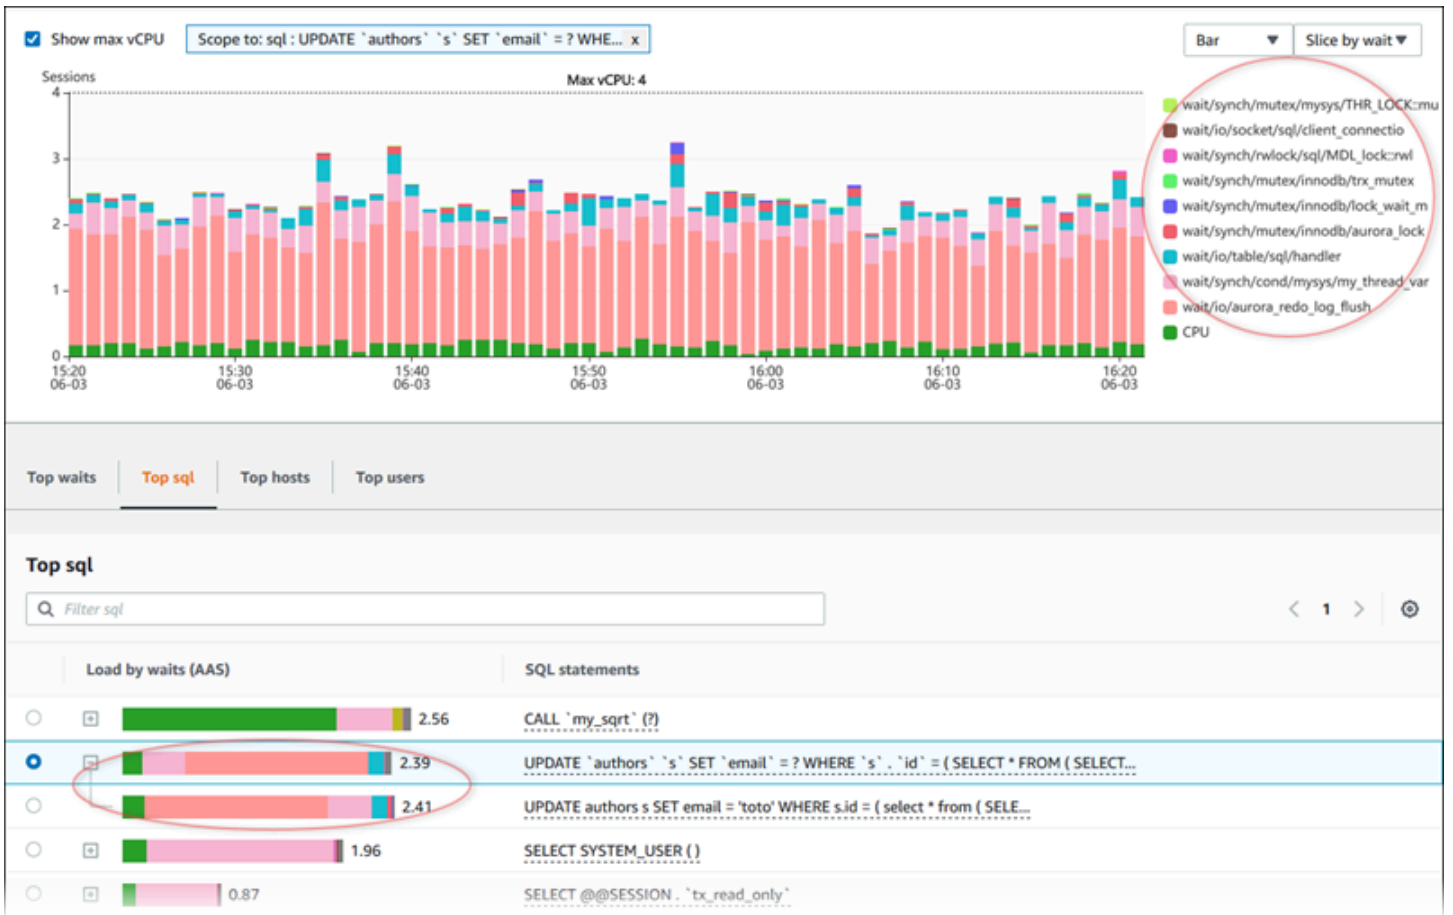 Show max vCPU
Scope to: sql : UPDATE `authors` `s` SET `email` = ? WHE... x
Bar
Slice by wait
Sessions
Max vCPU: 4
4
3
2
1
0
15:20
06-03
15:30
06-03
15:40
06-03
15:50
06-03
16:00
06-03
16:10
06-03
16:20
06-03
wait/synch/mutex/mysys/THR_LOCK::mu
wait/io/socket/sql/client_connectio
wait/synch/rwlock/sql/MDL_lock::rwl
wait/synch/mutex/innodb/trx_mutex
wait/synch/mutex/innodb/lock_wait_m
wait/synch/mutex/innodb/aurora_lock
wait/io/table/sql/handler
wait/synch/cond/mysys/my_thread_var
wait/io/aurora_redo_log_flush
CPU
Top waits
Top sql
Top hosts
Top users
Top sql
Filter sql
1
Load by waits (AAS)
SQL statements
2.56
CALL `my_sqrt` (?)
2.39
UPDATE `authors` `s` SET `email` = ? WHERE `s` . `id` = ( SELECT * FROM ( SELECT...
2.41
UPDATE authors s SET email = 'toto' WHERE s.id = ( select * from ( SELE...
1.96
SELECT SYSTEM_USER ( )
0.87
SELECT @@SESSION . `tx_read_only`